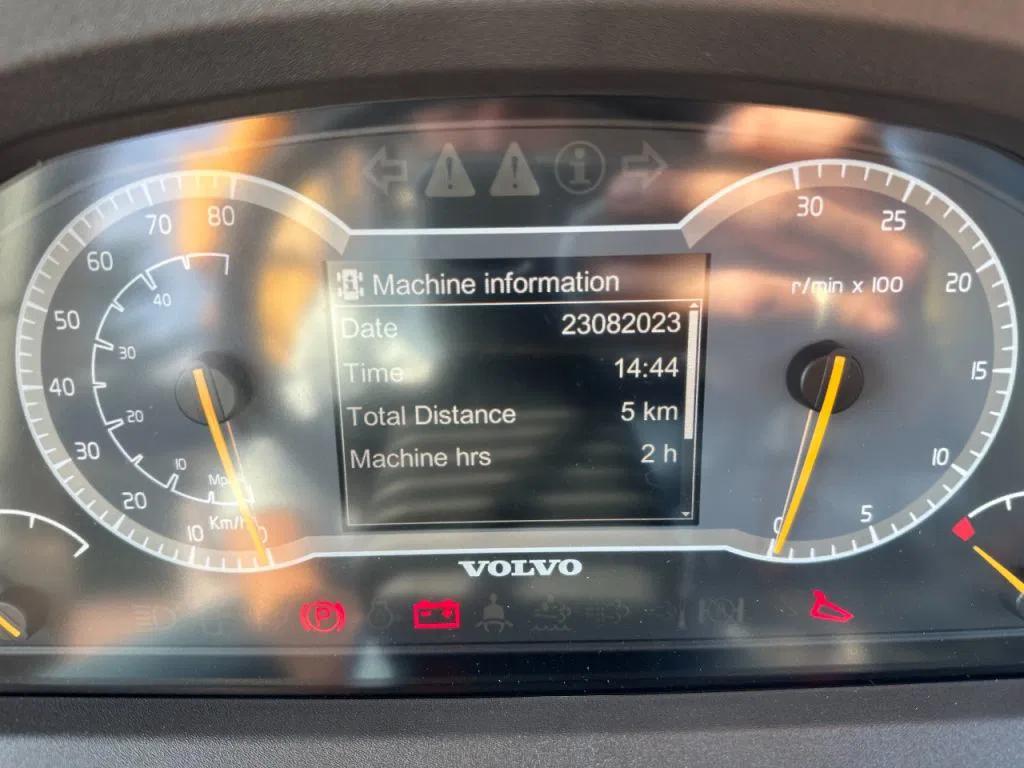 Machine information
Date 23082023
Time 14:44
Total Distance 5 km
Machine hrs 2 h
80
70
60
50
40
30
20
10
0
Km/h
40
30
20
10
30
25
20
15
10
5
0
r/min x 100
VOLVO
P